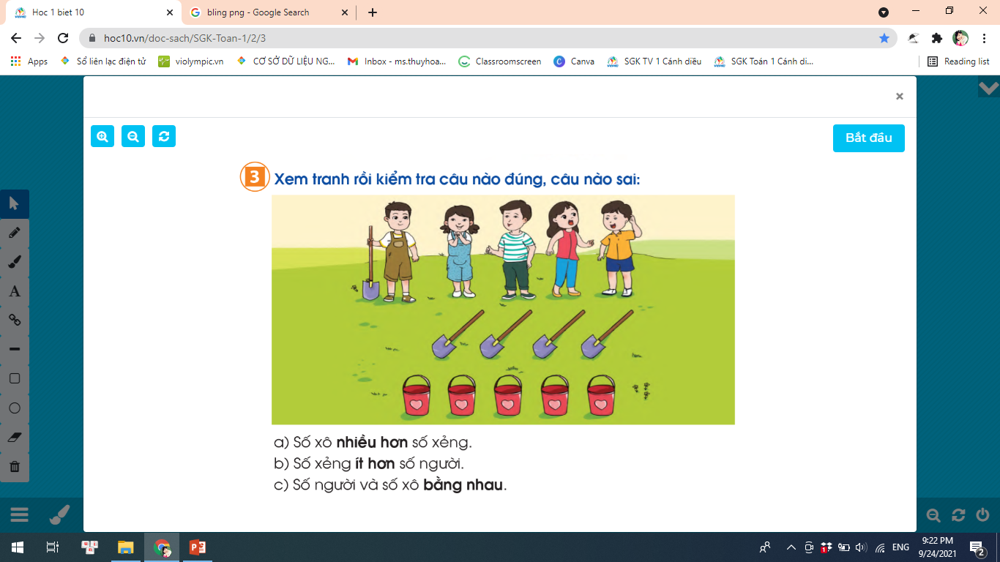 Hoc 1 biet 10
bling png - Google Search
hoc10.vn/doc-sach/SGK-Toan-1/2/3
Apps
Sổ liên lạc điện tử
violympic.vn
CƠ SỞ DỮ LIỆU NG...
Inbox - ms.thuyhoa...
Classroomscreen
Canva
SGK TV 1 Cánh diều
SGK Toán 1 Cánh di...
Reading list
Bắt đầu
3 Xem tranh rồi kiểm tra câu nào đúng, câu nào sai:
a) Số xô nhiều hơn số xẻng.
b) Số xẻng ít hơn số người.
c) Số người và số xô bằng nhau.
A
ENG
9:22 PM
9/24/2021
2